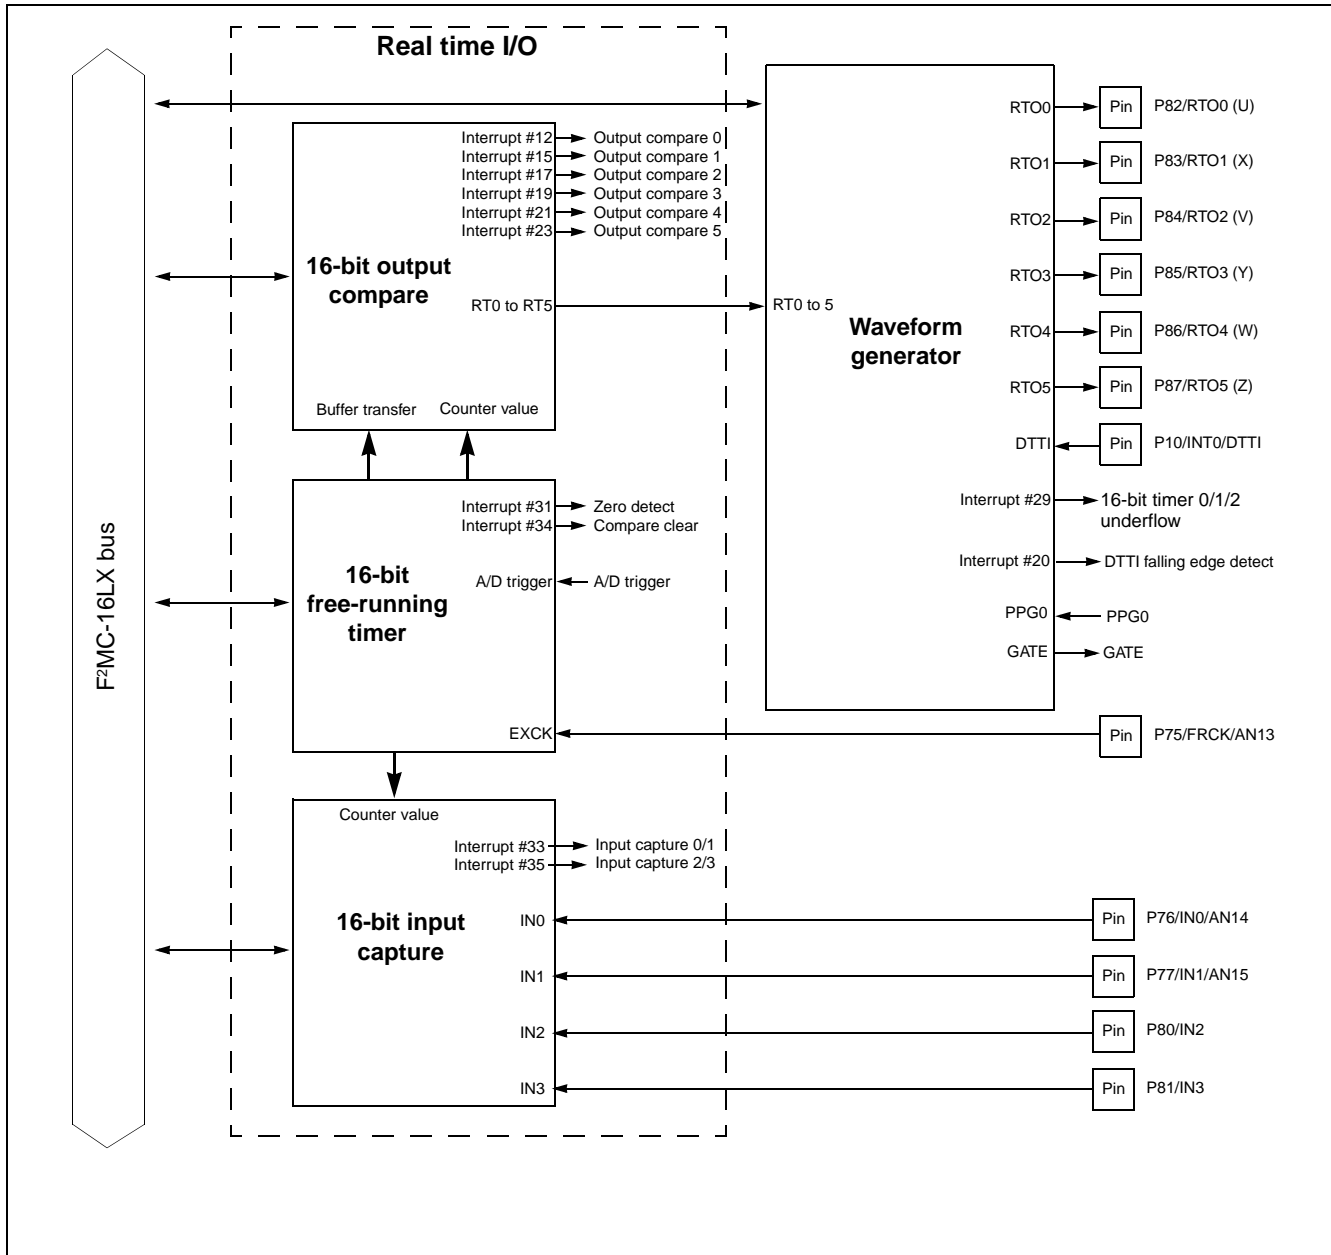 Real time I/O
F²MC-16LX bus
Interrupt #12 Output compare 0
Interrupt #15 Output compare 1
Interrupt #17 Output compare 2
Interrupt #19 Output compare 3
Interrupt #21 Output compare 4
Interrupt #23 Output compare 5
16-bit output
compare
RT0 to RT5
Buffer transfer Counter value
Interrupt #31 Zero detect
Interrupt #34 Compare clear
16-bit
free-running
timer
A/D trigger A/D trigger
EXCK
Pin P75/FRCK/AN13
Counter value
Interrupt #33 Input capture 0/1
Interrupt #35 Input capture 2/3
16-bit input
capture
IN0 Pin P76/IN0/AN14
IN1 Pin P77/IN1/AN15
IN2 Pin P80/IN2
IN3 Pin P81/IN3
RT0 to 5
Waveform
generator
RTO0 Pin P82/RTO0 (U)
RTO1 Pin P83/RTO1 (X)
RTO2 Pin P84/RTO2 (V)
RTO3 Pin P85/RTO3 (Y)
RTO4 Pin P86/RTO4 (W)
RTO5 Pin P87/RTO5 (Z)
DTTI Pin P10/INT0/DTTI
Interrupt #29 16-bit timer 0/1/2
underflow
Interrupt #20 DTTI falling edge detect
PPG0 PPG0
GATE GATE